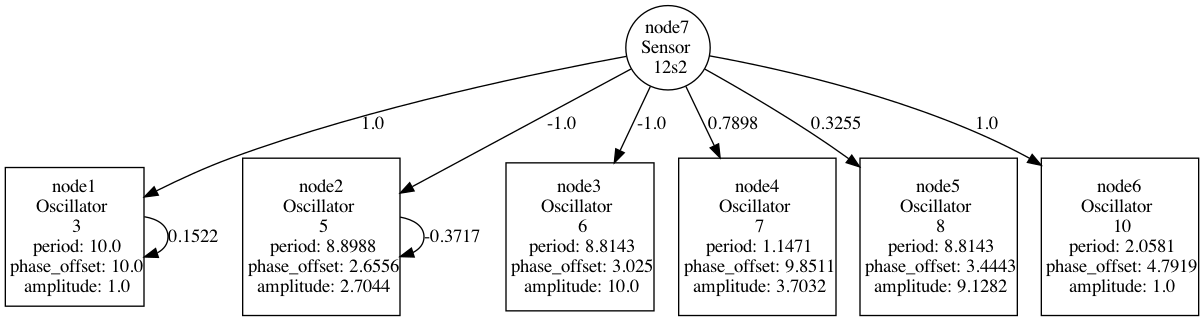 node7
Sensor
12s2
1.0
-1.0
-1.0
0.7898
0.3255
1.0
node1
Oscillator
3
period: 10.0
phase_offset: 10.0
amplitude: 1.0
0.1522
node2
Oscillator
5
period: 8.8988
phase_offset: 2.6556
amplitude: 2.7044
-0.3717
node3
Oscillator
6
period: 8.8143
phase_offset: 3.025
amplitude: 10.0
node4
Oscillator
7
period: 1.1471
phase_offset: 9.8511
amplitude: 3.7032
node5
Oscillator
8
period: 8.8143
phase_offset: 3.4443
amplitude: 9.1282
node6
Oscillator
10
period: 2.0581
phase_offset: 4.7919
amplitude: 1.0